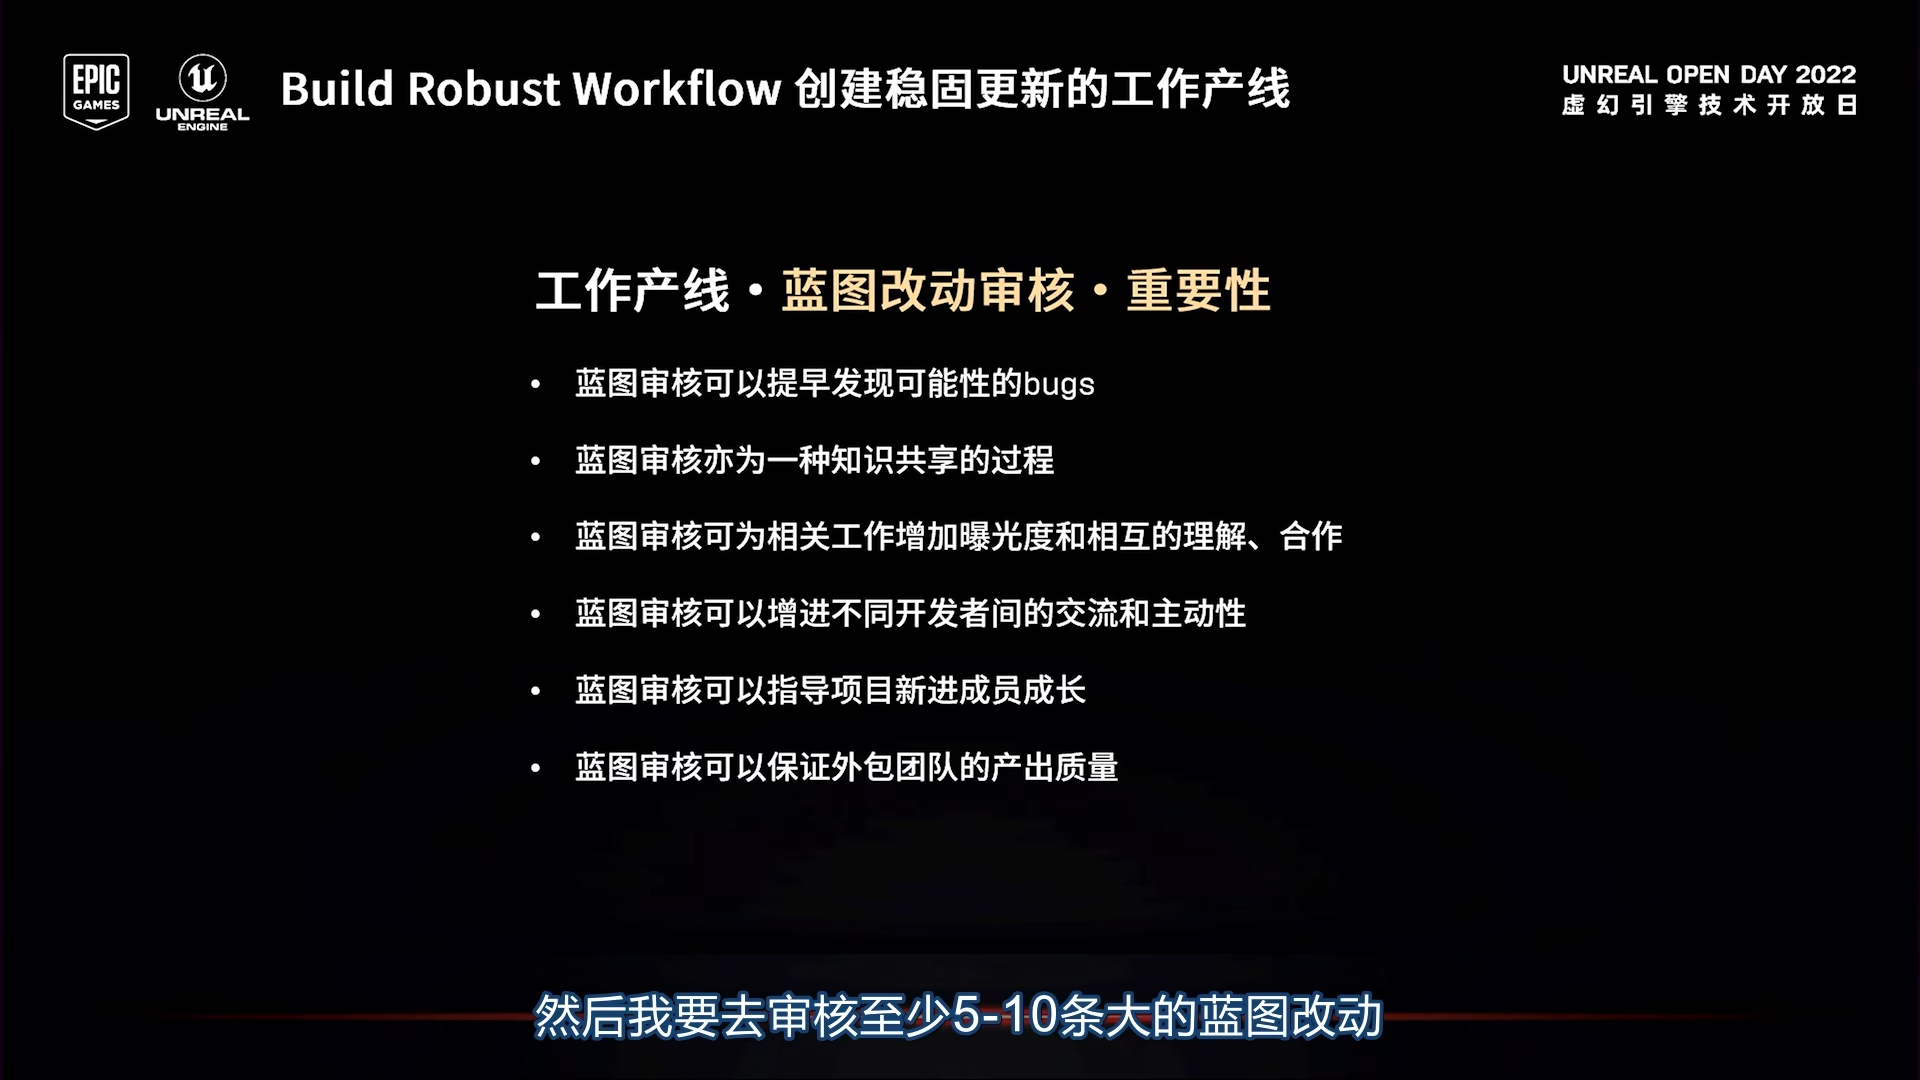 EPIC
GAMES
UNREAL
ENGINE
Build Robust Workflow 创建稳固更新的工作产线
UNREAL OPEN DAY 2022
虚幻引擎技术开放日
工作产线·蓝图改动审核·重要性
• 蓝图审核可以提早发现可能性的bugs
• 蓝图审核亦为一种知识共享的过程
• 蓝图审核可为相关工作增加曝光度和相互的理解、合作
• 蓝图审核可以增进不同开发者间的交流和主动性
• 蓝图审核可以指导项目新进成员成长
• 蓝图审核可以保证外包团队的产出质量
然后我要去审核至少5-10条大的蓝图改动